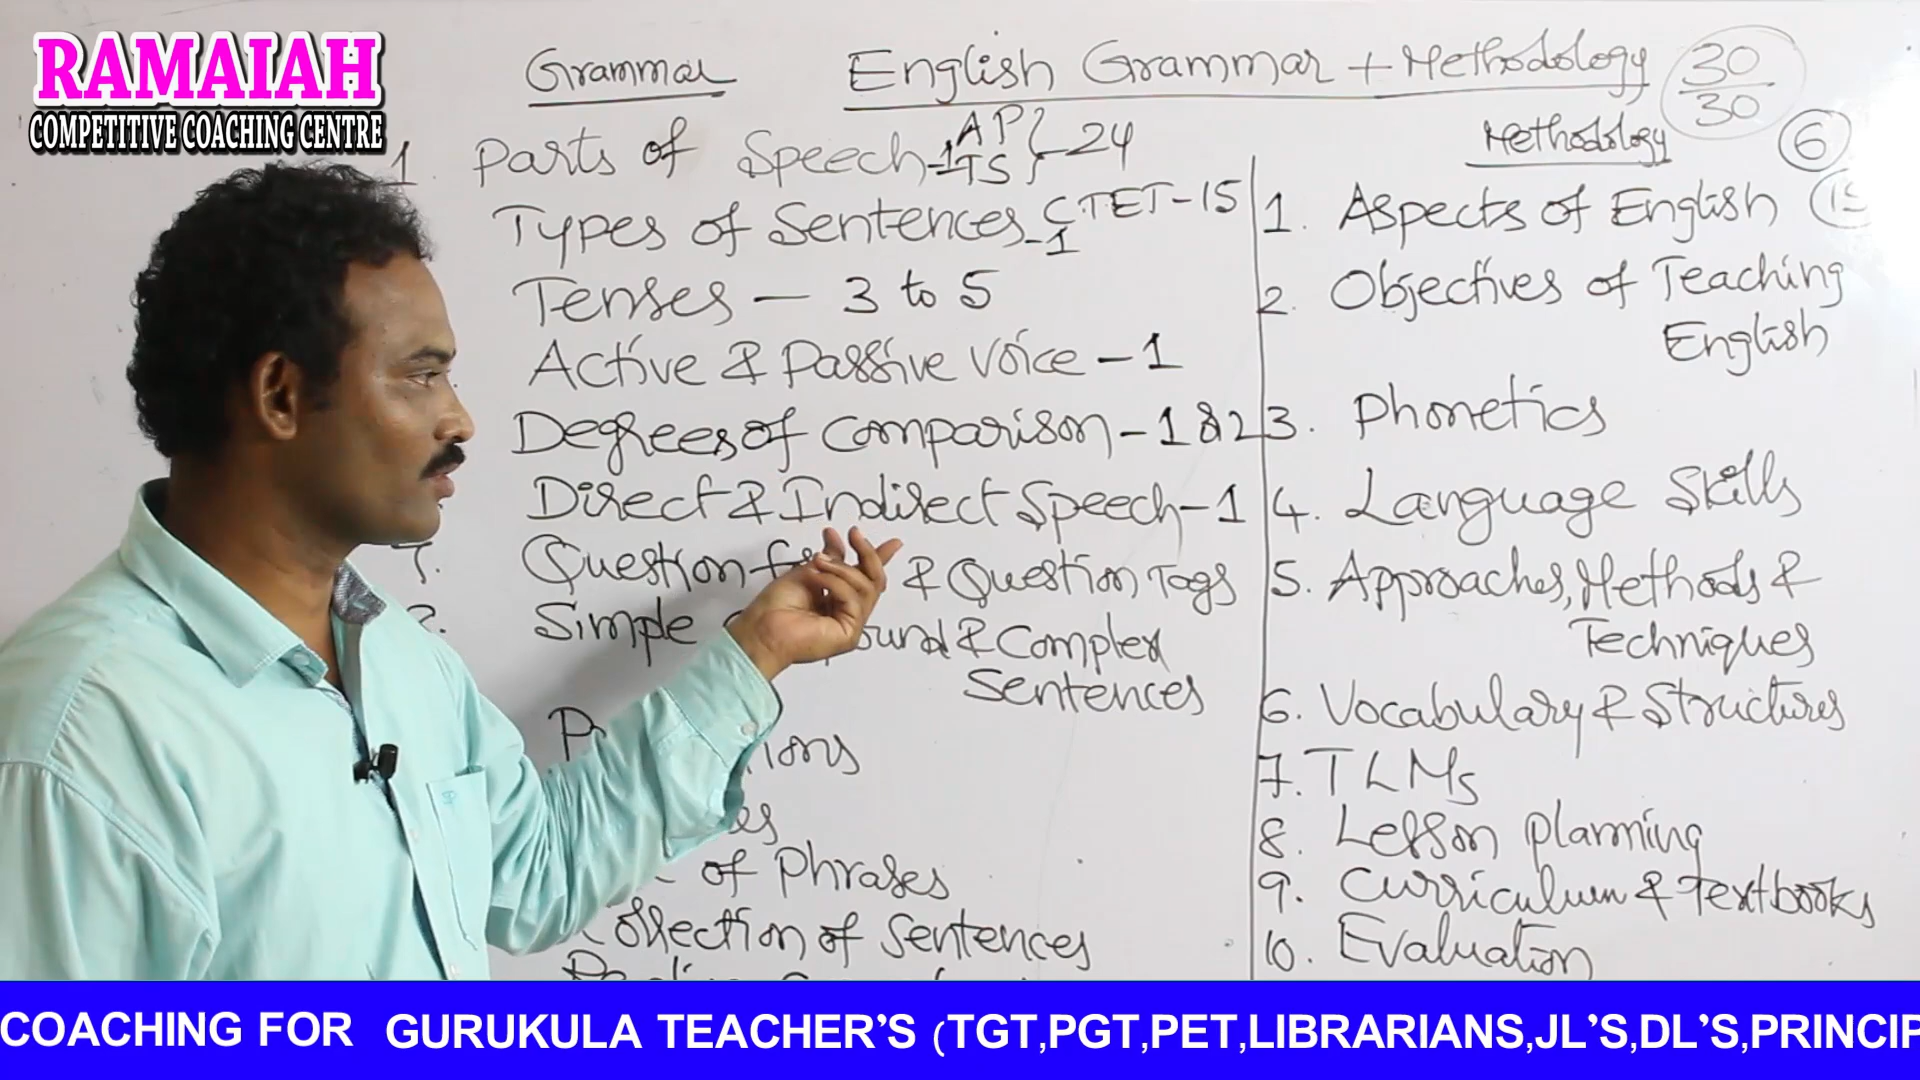 RAMAIAH
COMPETITIVE COACHING CENTRE
Grammar
English Grammar + Methodology
30
30
1 Parts of Speech-1 AP TS } - 24
Types of Sentences - 1 C.TET-15
Tenses - 3 to 5
Active & Passive Voice - 1
Degrees of Comparison - 1 & 2
Direct & Indirect Speech - 1
7. Question & Question Tags
Simple & Complex
Sentences
of Phrases
Correction of Sentences
Methodology
6
15
1. Aspects of English
2. Objectives of Teaching
English
3. Phonetics
4. Language Skills
5. Approaches, Methods &
Techniques
6. Vocabulary & Structures
7. TLMs
8. Lesson planning
9. Curriculum & Textbooks
10. Evaluation
COACHING FOR GURUKULA TEACHER'S (TGT,PGT,PET,LIBRARIANS,JL'S,DL'S,PRINCIP